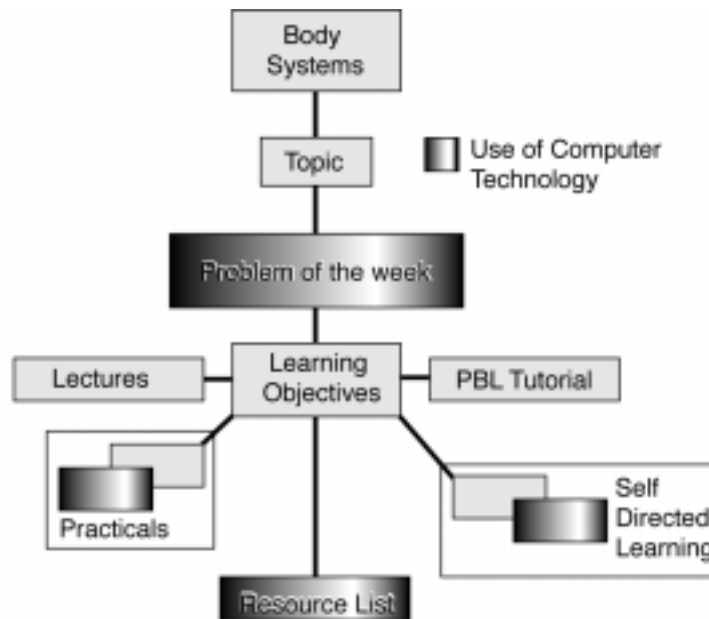 Body
Systems
Topic
Use of Computer
Technology
Problem of the week
Learning
Objectives
Lectures
PBL Tutorial
Practicals
Self
Directed
Learning
Resource List